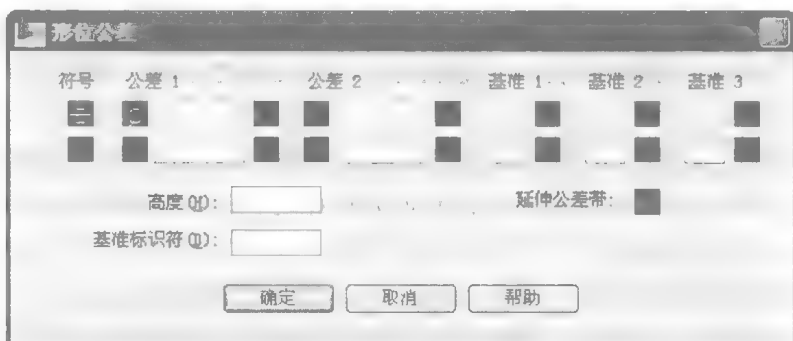 形位公差
符号 公差 1 公差 2 基准 1 基准 2 基准 3
高度(H): 延伸公差带:
基准标识符(D):
确定 取消 帮助